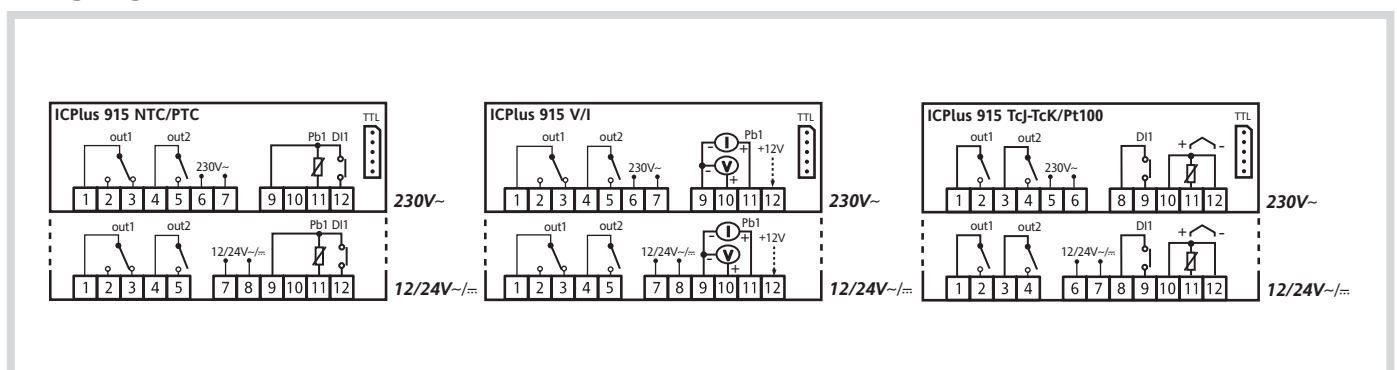 ICPlus 915 NTC/PTC
TTL
out1 out2 230V~ Pb1 DI1
1 2 3 4 5 6 7 9 10 11 12
230V~
out1 out2 12/24V~/⎓ Pb1 DI1
1 2 3 4 5 7 8 9 10 11 12
12/24V~/⎓
ICPlus 915 V/I
TTL
out1 out2 230V~ - I + Pb1 +12V
- V +
1 2 3 4 5 6 7 9 10 11 12
230V~
out1 out2 12/24V~/⎓ - I + Pb1 +12V
- V +
1 2 3 4 5 7 8 9 10 11 12
12/24V~/⎓
ICPlus 915 TcJ-TcK/Pt100
TTL
out1 out2 230V~ DI1 + -
1 2 3 4 5 6 8 9 10 11 12
230V~
out1 out2 12/24V~/⎓ DI1 + -
1 2 3 4 6 7 8 9 10 11 12
12/24V~/⎓